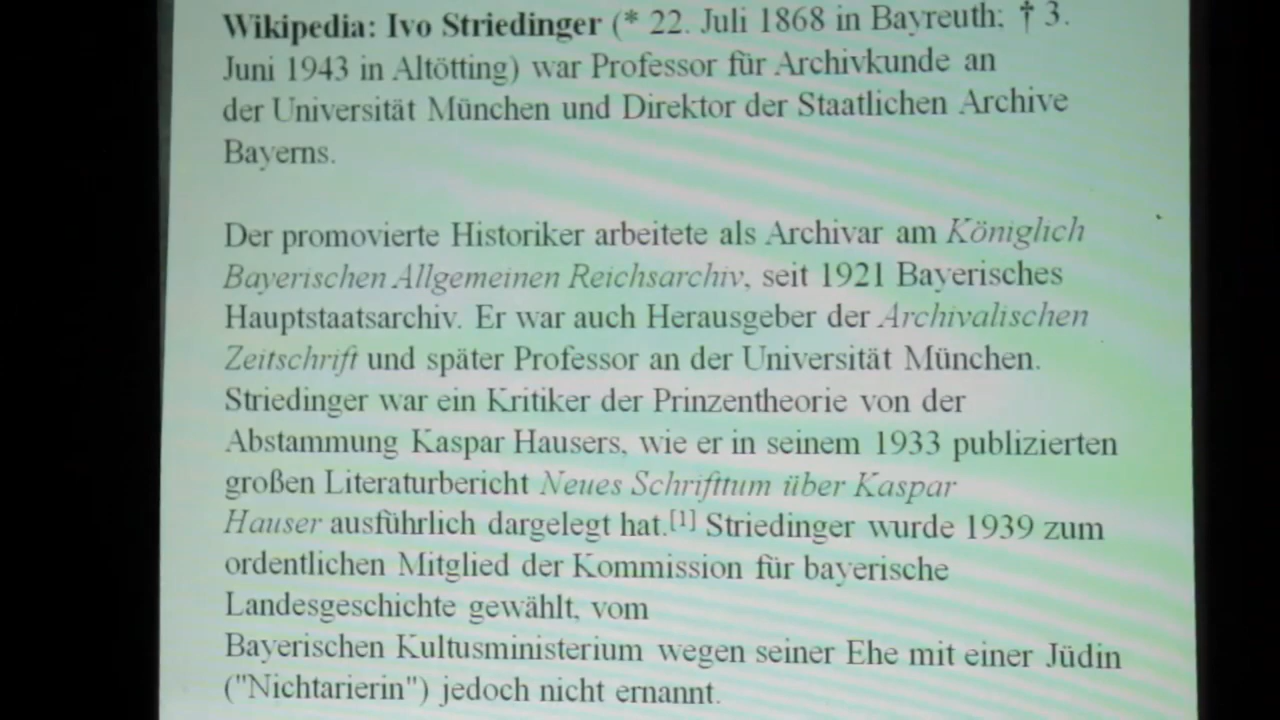 Wikipedia: Ivo Striedinger (* 22. Juli 1868 in Bayreuth; † 3.
Juni 1943 in Altötting) war Professor für Archivkunde an
der Universität München und Direktor der Staatlichen Archive
Bayerns.
Der promovierte Historiker arbeitete als Archivar am Königlich
Bayerischen Allgemeinen Reichsarchiv, seit 1921 Bayerisches
Hauptstaatsarchiv. Er war auch Herausgeber der Archivalischen
Zeitschrift und später Professor an der Universität München.
Striedinger war ein Kritiker der Prinzentheorie von der
Abstammung Kaspar Hausers, wie er in seinem 1933 publizierten
großen Literaturbericht Neues Schrifttum über Kaspar
Hauser ausführlich dargelegt hat.[1] Striedinger wurde 1939 zum
ordentlichen Mitglied der Kommission für bayerische
Landesgeschichte gewählt, vom
Bayerischen Kultusministerium wegen seiner Ehe mit einer Jüdin
("Nichtarierin") jedoch nicht ernannt.